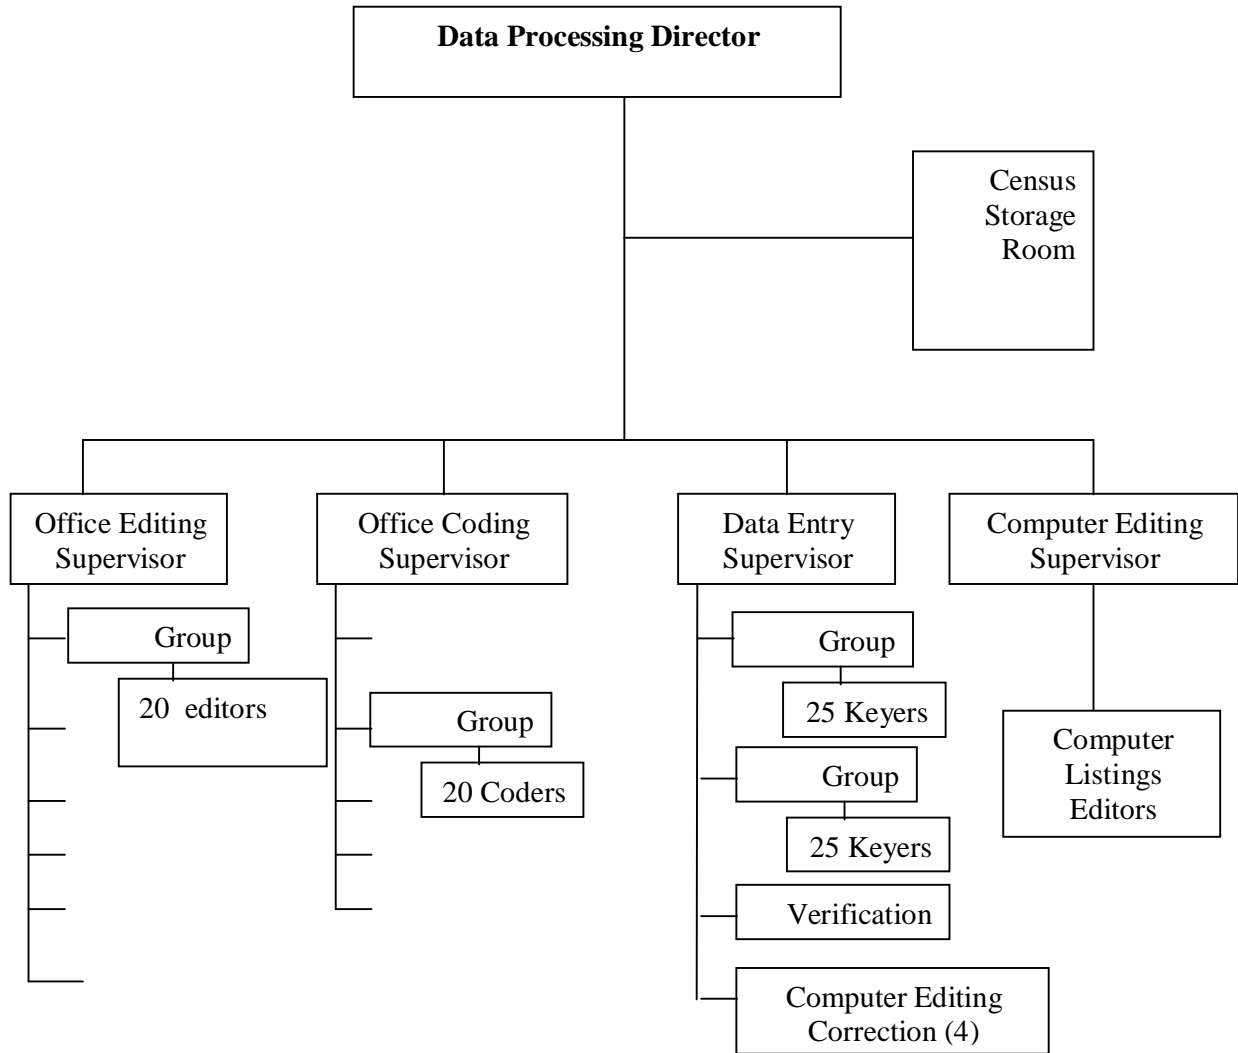 Data Processing Director
Census
Storage
Room
Office Editing
Supervisor
Group
20 editors
Office Coding
Supervisor
Group
20 Coders
Data Entry
Supervisor
Group
25 Keyers
Group
25 Keyers
Verification
Computer Editing
Correction (4)
Computer Editing
Supervisor
Computer
Listings
Editors